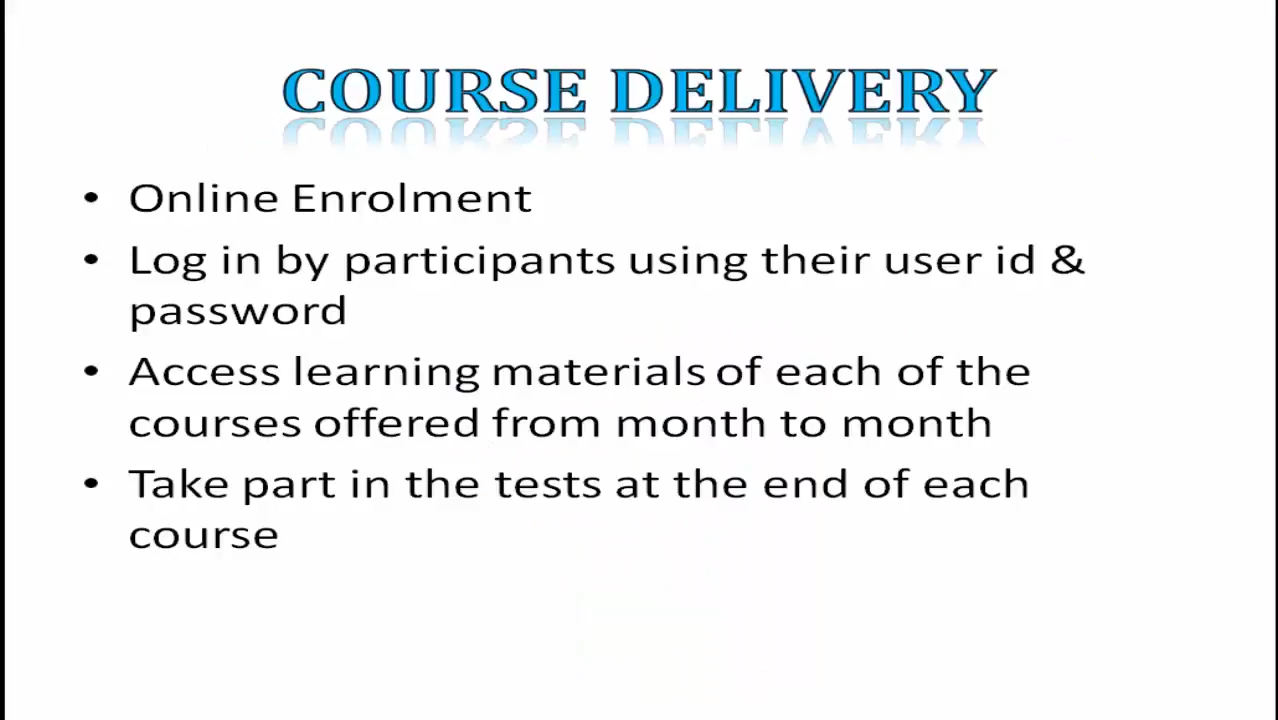 COURSE DELIVERY
• Online Enrolment
• Log in by participants using their user id &
password
• Access learning materials of each of the
courses offered from month to month
• Take part in the tests at the end of each
course